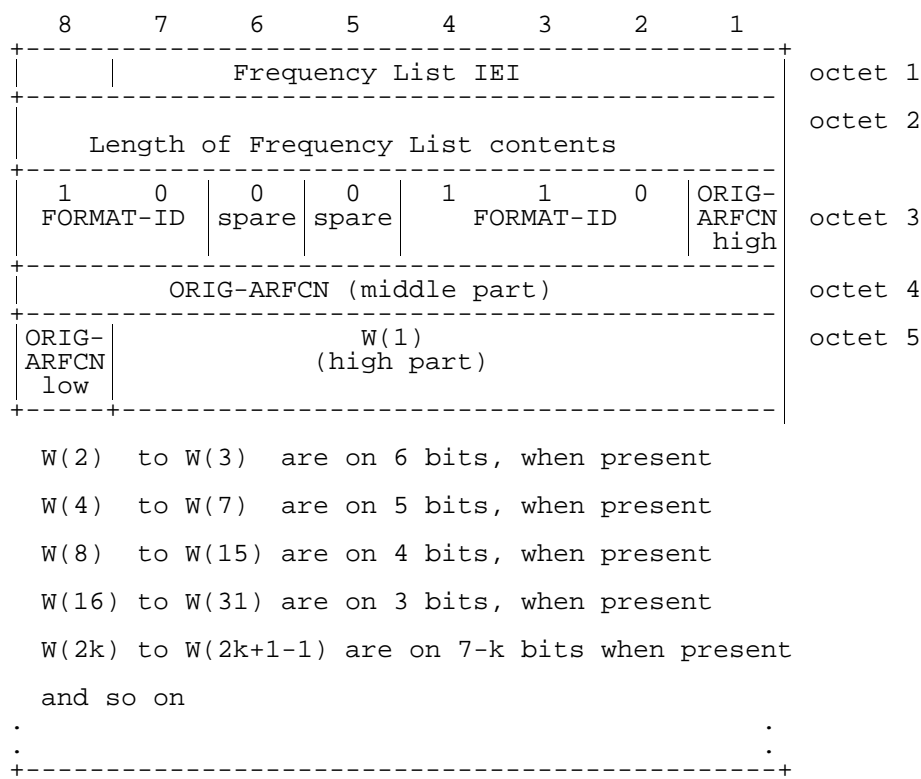 8 7 6 5 4 3 2 1
Frequency List IEI octet 1
octet 2
Length of Frequency List contents
1 0 0 0 1 1 0 ORIG-
FORMAT-ID spare spare FORMAT-ID ARFCN octet 3
high
ORIG-ARFCN (middle part) octet 4
ORIG- W(1) octet 5
ARFCN (high part)
low
W(2) to W(3) are on 6 bits, when present
W(4) to W(7) are on 5 bits, when present
W(8) to W(15) are on 4 bits, when present
W(16) to W(31) are on 3 bits, when present
W(2k) to W(2k+1-1) are on 7-k bits when present
and so on
. .
. .